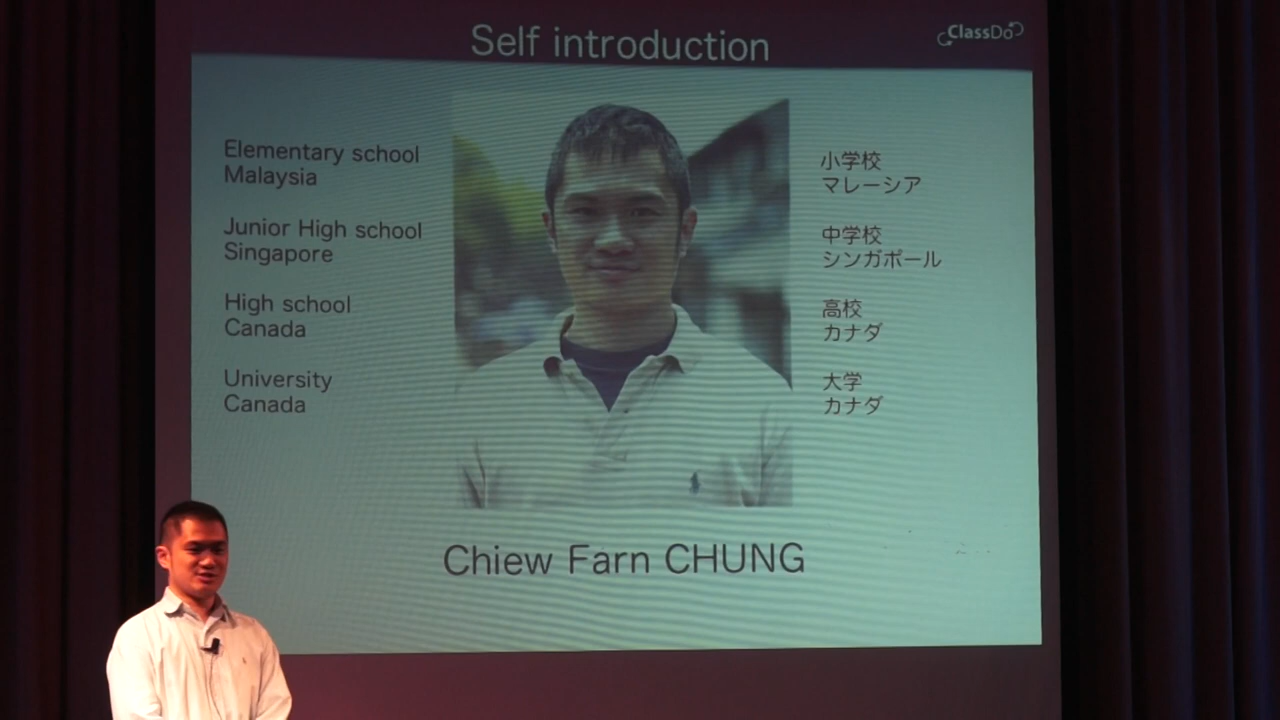 Self introduction
ClassDo
Elementary school
Malaysia
Junior High school
Singapore
High school
Canada
University
Canada
小学校
マレーシア
中学校
シンガポール
高校
カナダ
大学
カナダ
Chiew Farn CHUNG